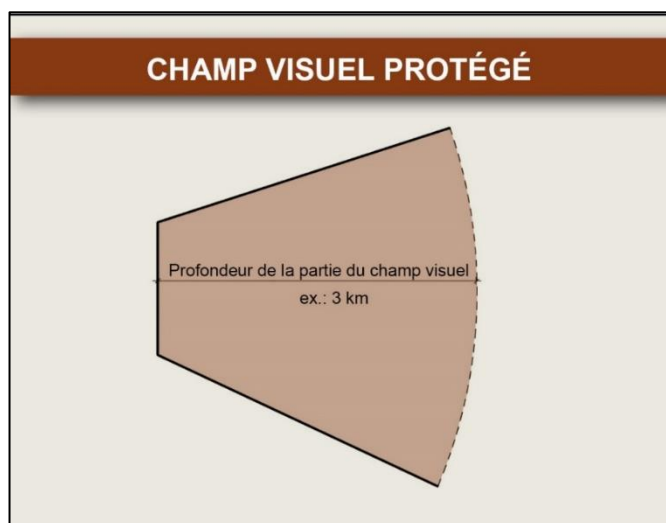 CHAMP VISUEL PROTÉGÉ
Profondeur de la partie du champ visuel
ex.: 3 km